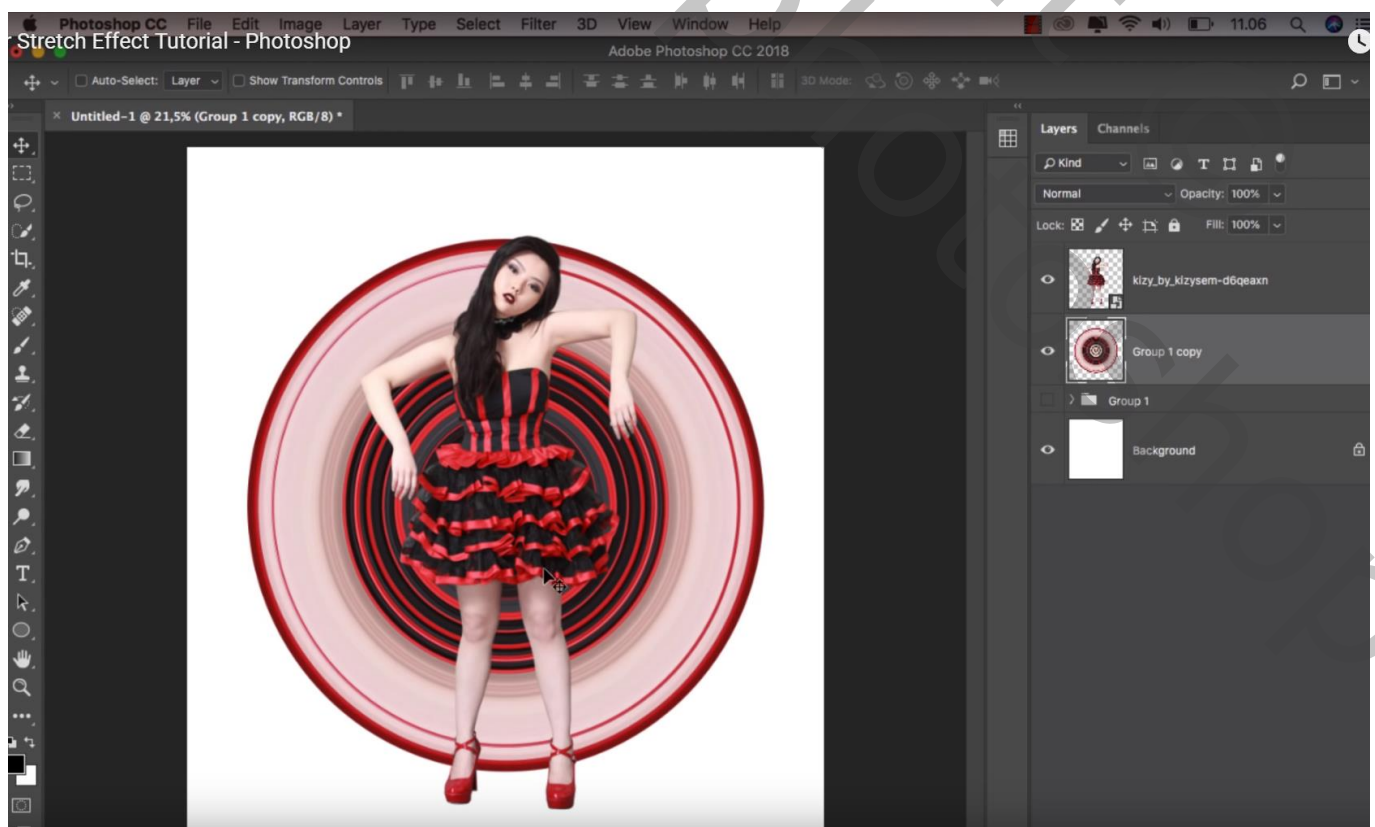 Photoshop CC File Edit Image Layer Type Select Filter 3D View Window Help 11.06
Stretch Effect Tutorial - Photoshop
Adobe Photoshop CC 2018
Auto-Select: Layer Show Transform Controls 3D Mode:
× Untitled-1 @ 21,5% (Group 1 copy, RGB/8) *
Layers Channels
Kind
Normal Opacity: 100%
Lock: Fill: 100%
kizy_by_kizysem-d6qeaxn
Group 1 copy
Group 1
Background